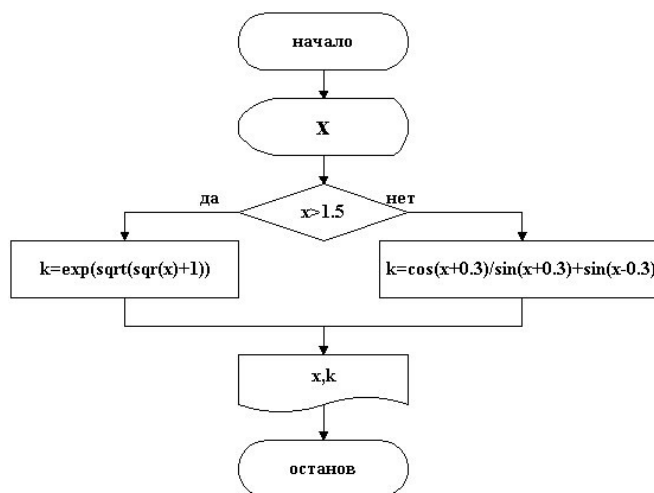 начало
X
x>1.5
да
нет
k=exp(sqrt(sqr(x)+1))
k=cos(x+0.3)/sin(x+0.3)+sin(x-0.3)
x,k
останов